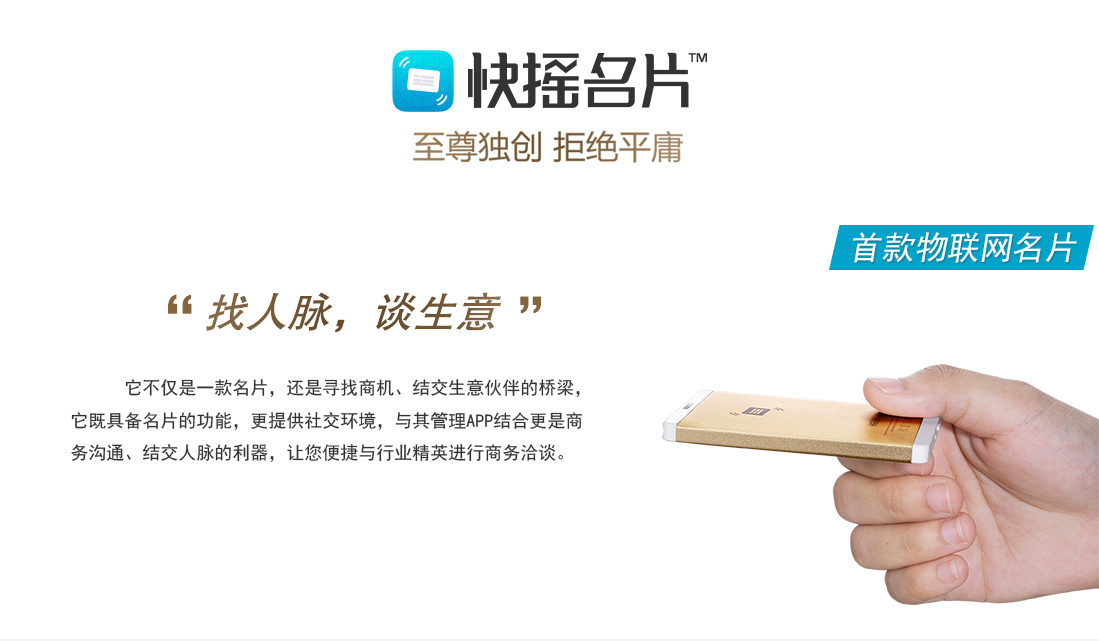 快摇名片™
至尊独创 拒绝平庸
首款物联网名片
“找人脉，谈生意”
它不仅是一款名片，还是寻找商机、结交生意伙伴的桥梁，
它既具备名片的功能，更提供社交环境，与其管理APP结合更是商
务沟通、结交人脉的利器，让您便捷与行业精英进行商务洽谈。